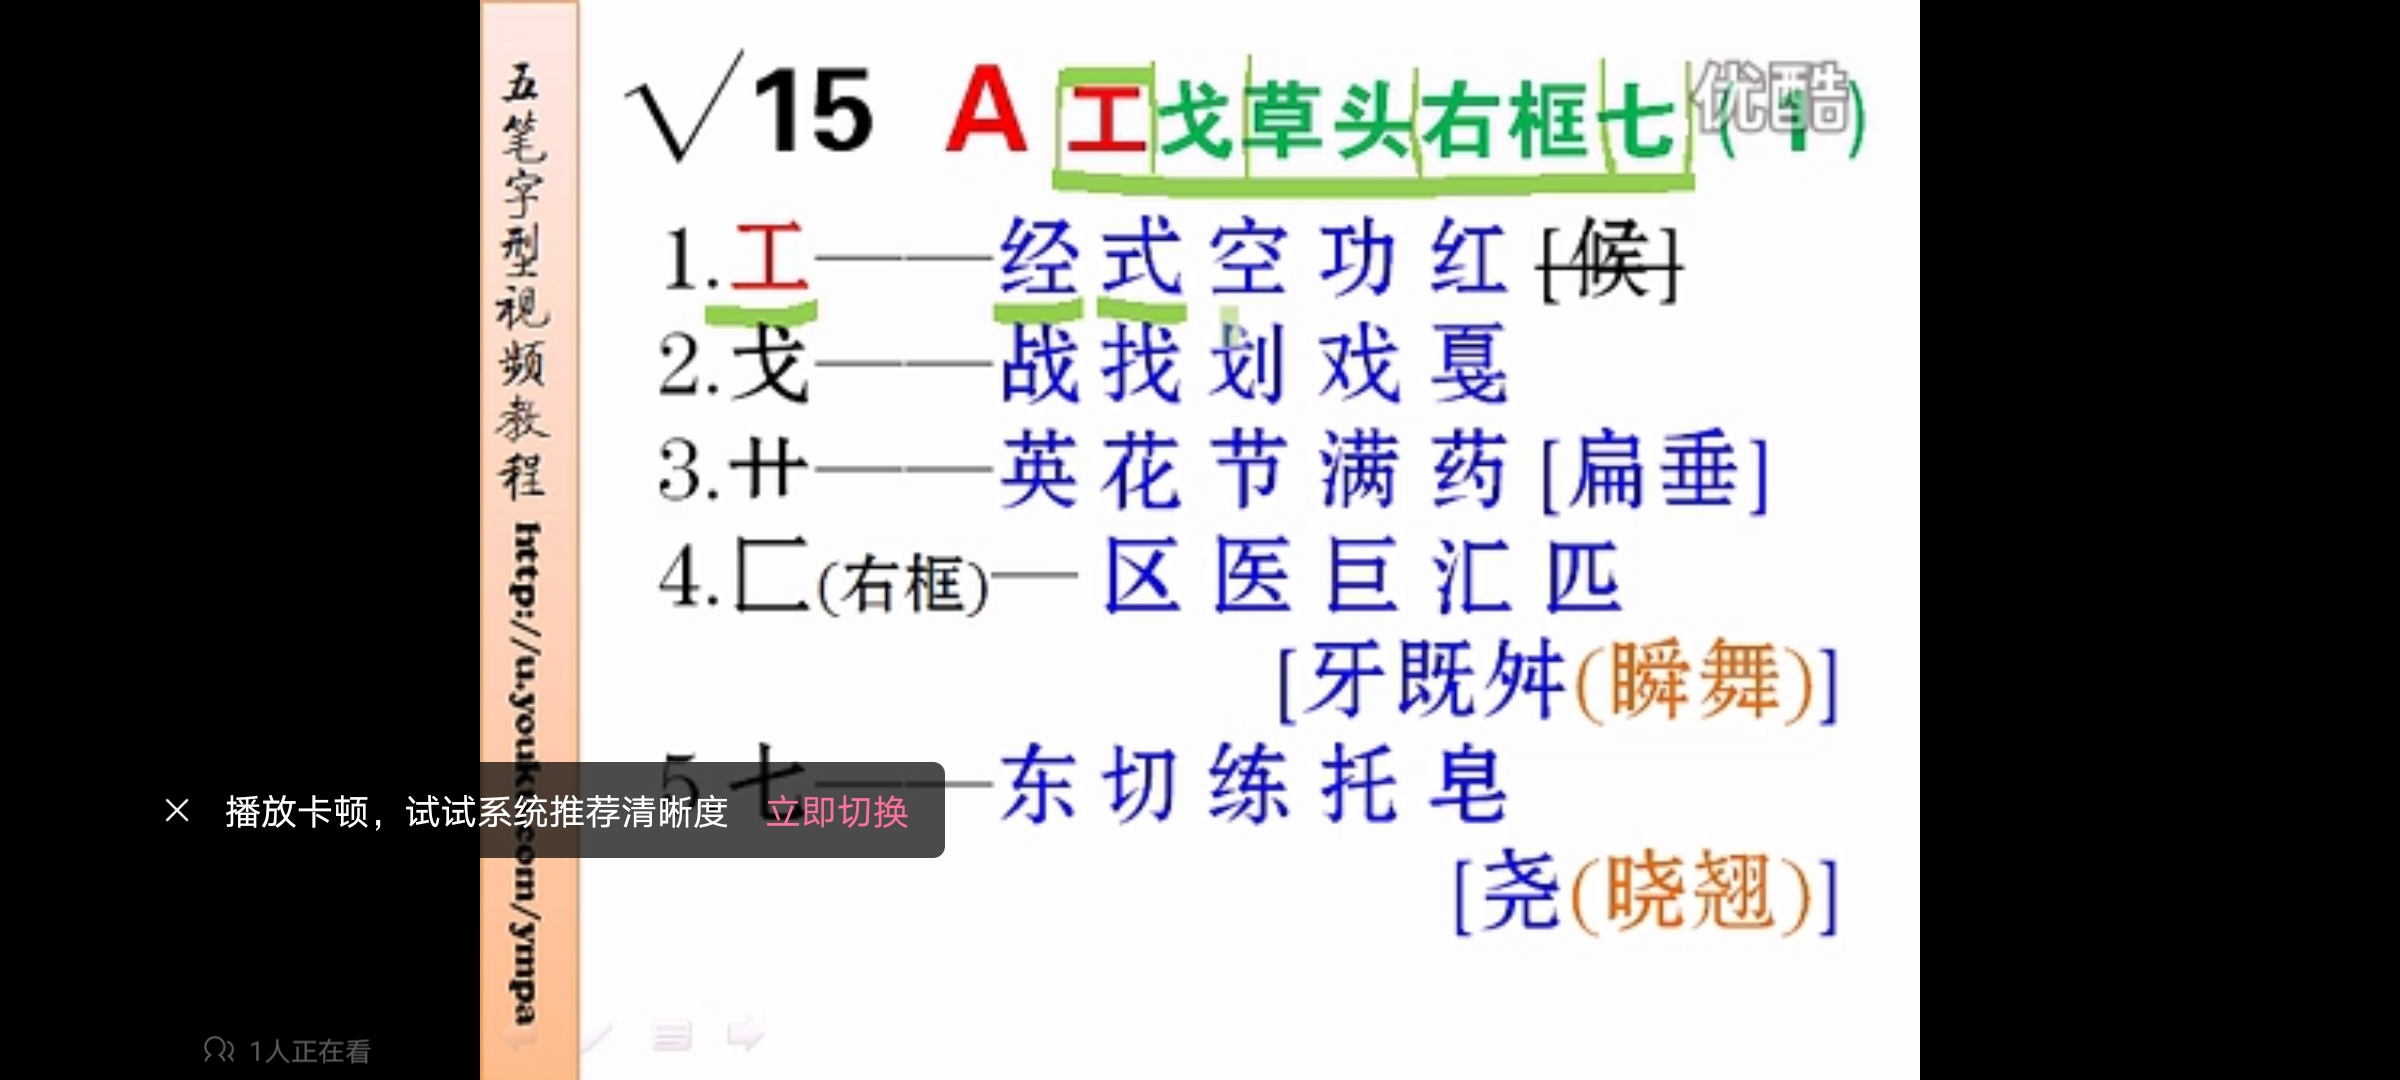 五笔字型视频教程 http://u.youku.com/ympa
√15 A 工戈草头右框七(1)
优酷
1.工——经 式 空 功 红 [候]
2.戈——战 找 划 戏 戛
3.艹——英 花 节 满 药 [扁垂]
4.匚(右框)—区 医 巨 汇 匹
[牙既舛(瞬舞)]
5.七——东 切 练 托 皂
× 播放卡顿，试试系统推荐清晰度 立即切换
[尧(晓翘)]
1人正在看